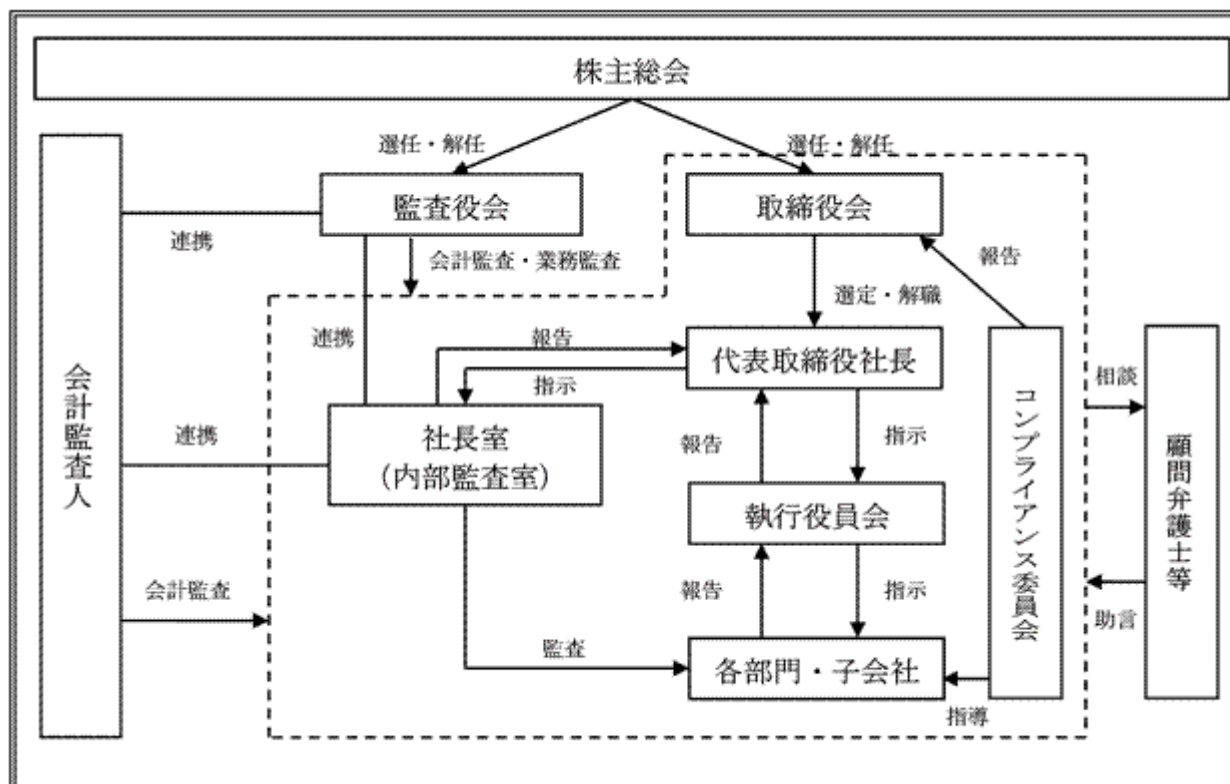 株主総会
選任・解任
選任・解任
監査役会
取締役会
連携
会計監査・業務監査
報告
選定・解職
連携
報告
代表取締役社長
指示
会計監査人
コンプライアンス委員会
相談
顧問弁護士等
連携
社長室
（内部監査室）
報告
指示
執行役員会
会計監査
報告
指示
助言
監査
各部門・子会社
指導